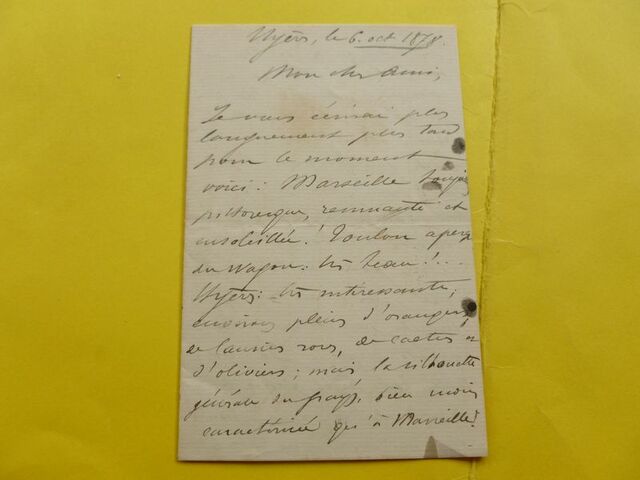 Hyères, le 6 oct 1878.
Mon cher Ami,
Je vous écrirai plus
longuement plus tard
pour le moment
voici : Marseille toujrs
pittoresque, remuante et
ensoleillée ! Toulon aperçu
du wagon : très beau !...
Hyères : très intéressante,
environs pleins d'orangers,
de lauriers roses, de cactus et
d'oliviers ; mais la silhouette
générale du pays, bien moins
caractérisée qu'à Marseille !